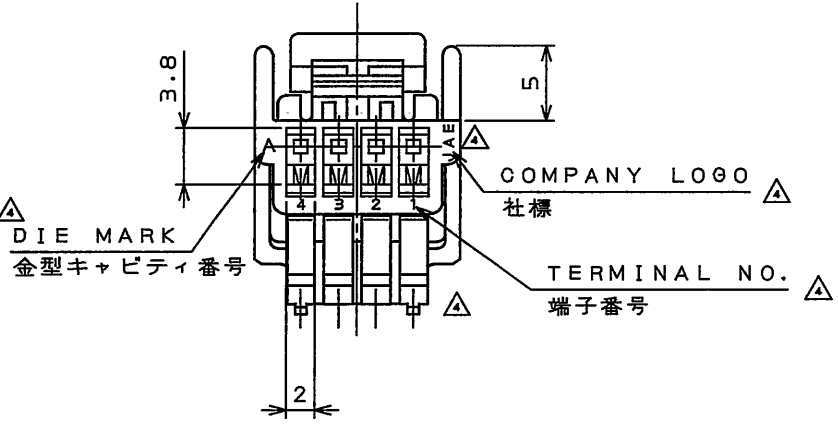 3.8
5
A
JAE
4
COMPANY LOGO
社標
4
4 3 2 1
4
DIE MARK
金型キャビティ番号
TERMINAL NO.
端子番号
4
4
2